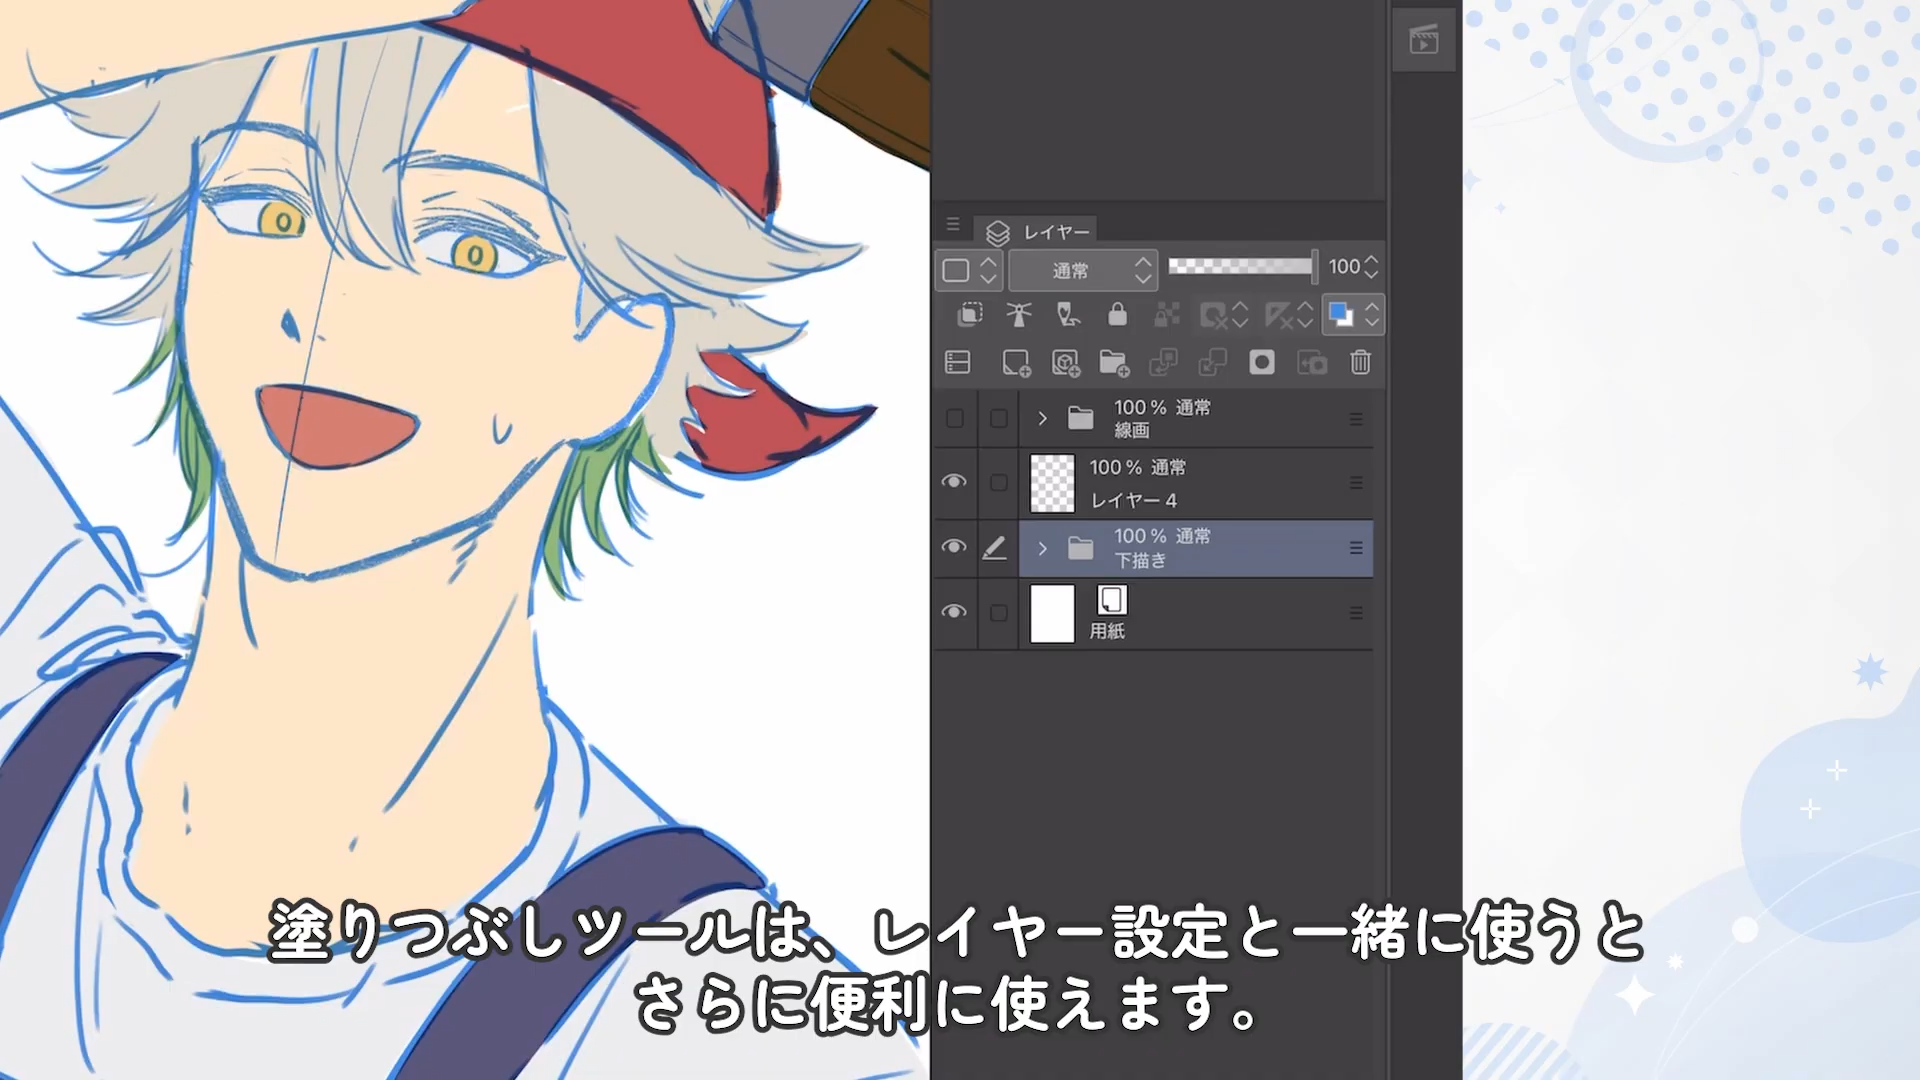 レイヤー
通常
100
100 % 通常
線画
100 % 通常
レイヤー 4
100 % 通常
下描き
用紙
塗りつぶしツールは、レイヤー設定と一緒に使うと
さらに便利に使えます。